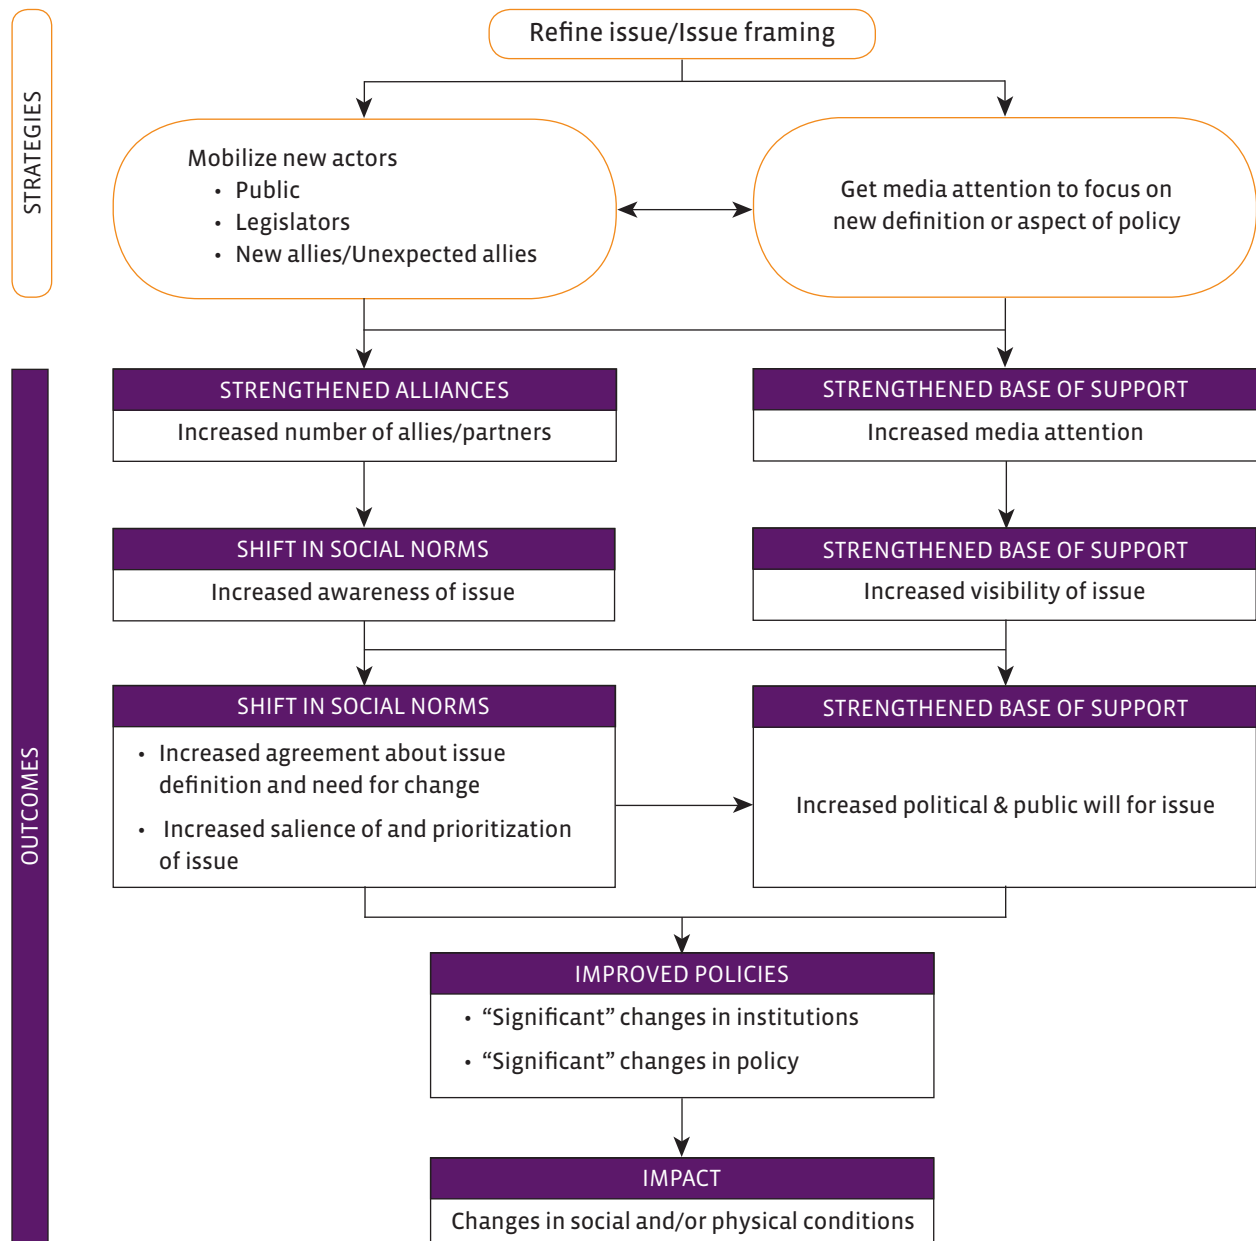 STRATEGIES
Refine issue/Issue framing
Mobilize new actors
• Public
• Legislators
• New allies/Unexpected allies
Get media attention to focus on
new definition or aspect of policy
OUTCOMES
STRENGTHENED ALLIANCES
Increased number of allies/partners
STRENGTHENED BASE OF SUPPORT
Increased media attention
SHIFT IN SOCIAL NORMS
Increased awareness of issue
STRENGTHENED BASE OF SUPPORT
Increased visibility of issue
SHIFT IN SOCIAL NORMS
• Increased agreement about issue
definition and need for change
• Increased salience of and prioritization
of issue
STRENGTHENED BASE OF SUPPORT
Increased political & public will for issue
IMPROVED POLICIES
• “Significant” changes in institutions
• “Significant” changes in policy
IMPACT
Changes in social and/or physical conditions